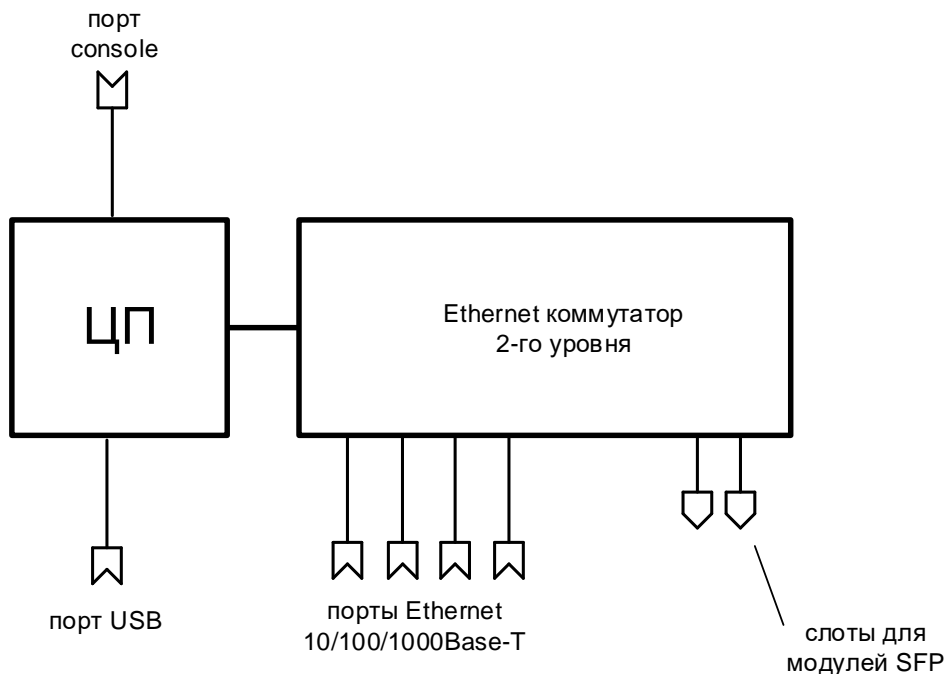 порт
console
ЦП
Ethernet коммутатор
2-го уровня
порт USB
порты Ethernet
10/100/1000Base-T
слоты для
модулей SFP